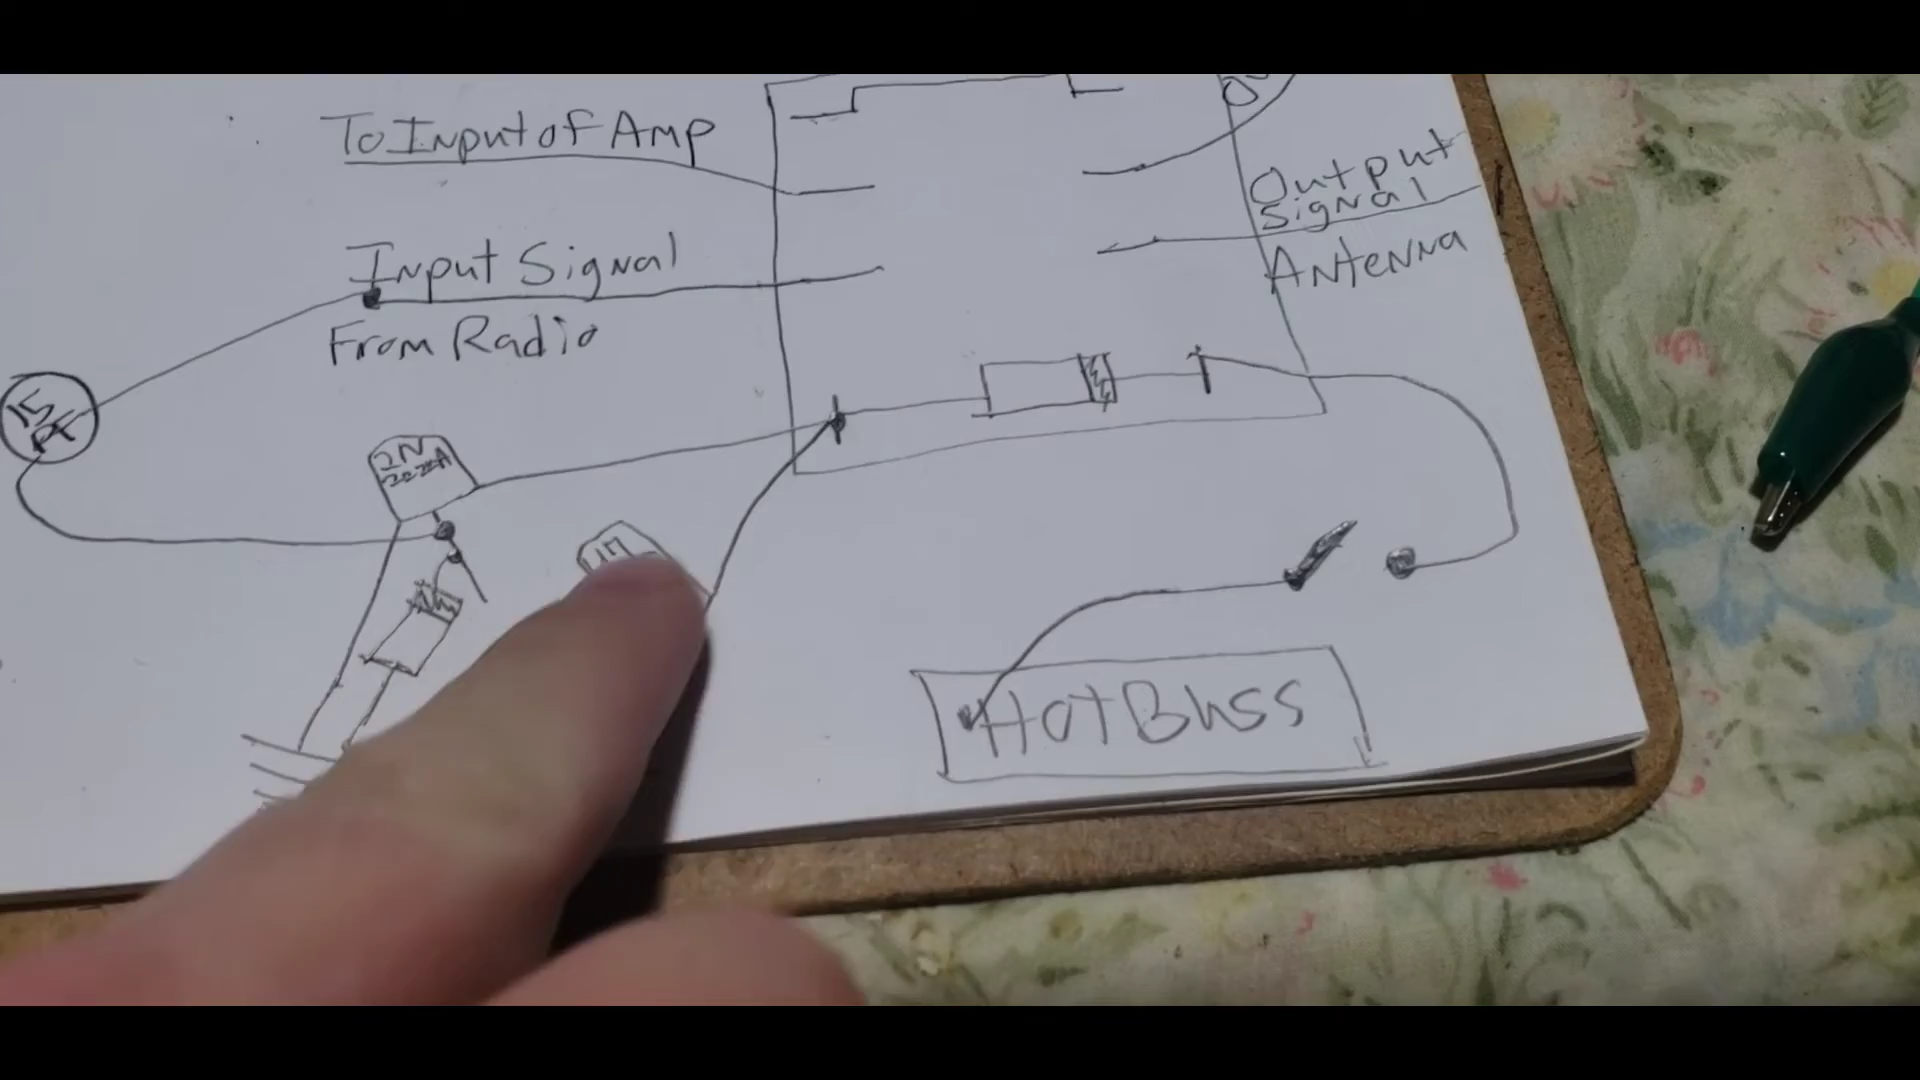 To Input of Amp
Input Signal
From Radio
Output
Signal
Antenna
15
PF
2N
Hot Buss